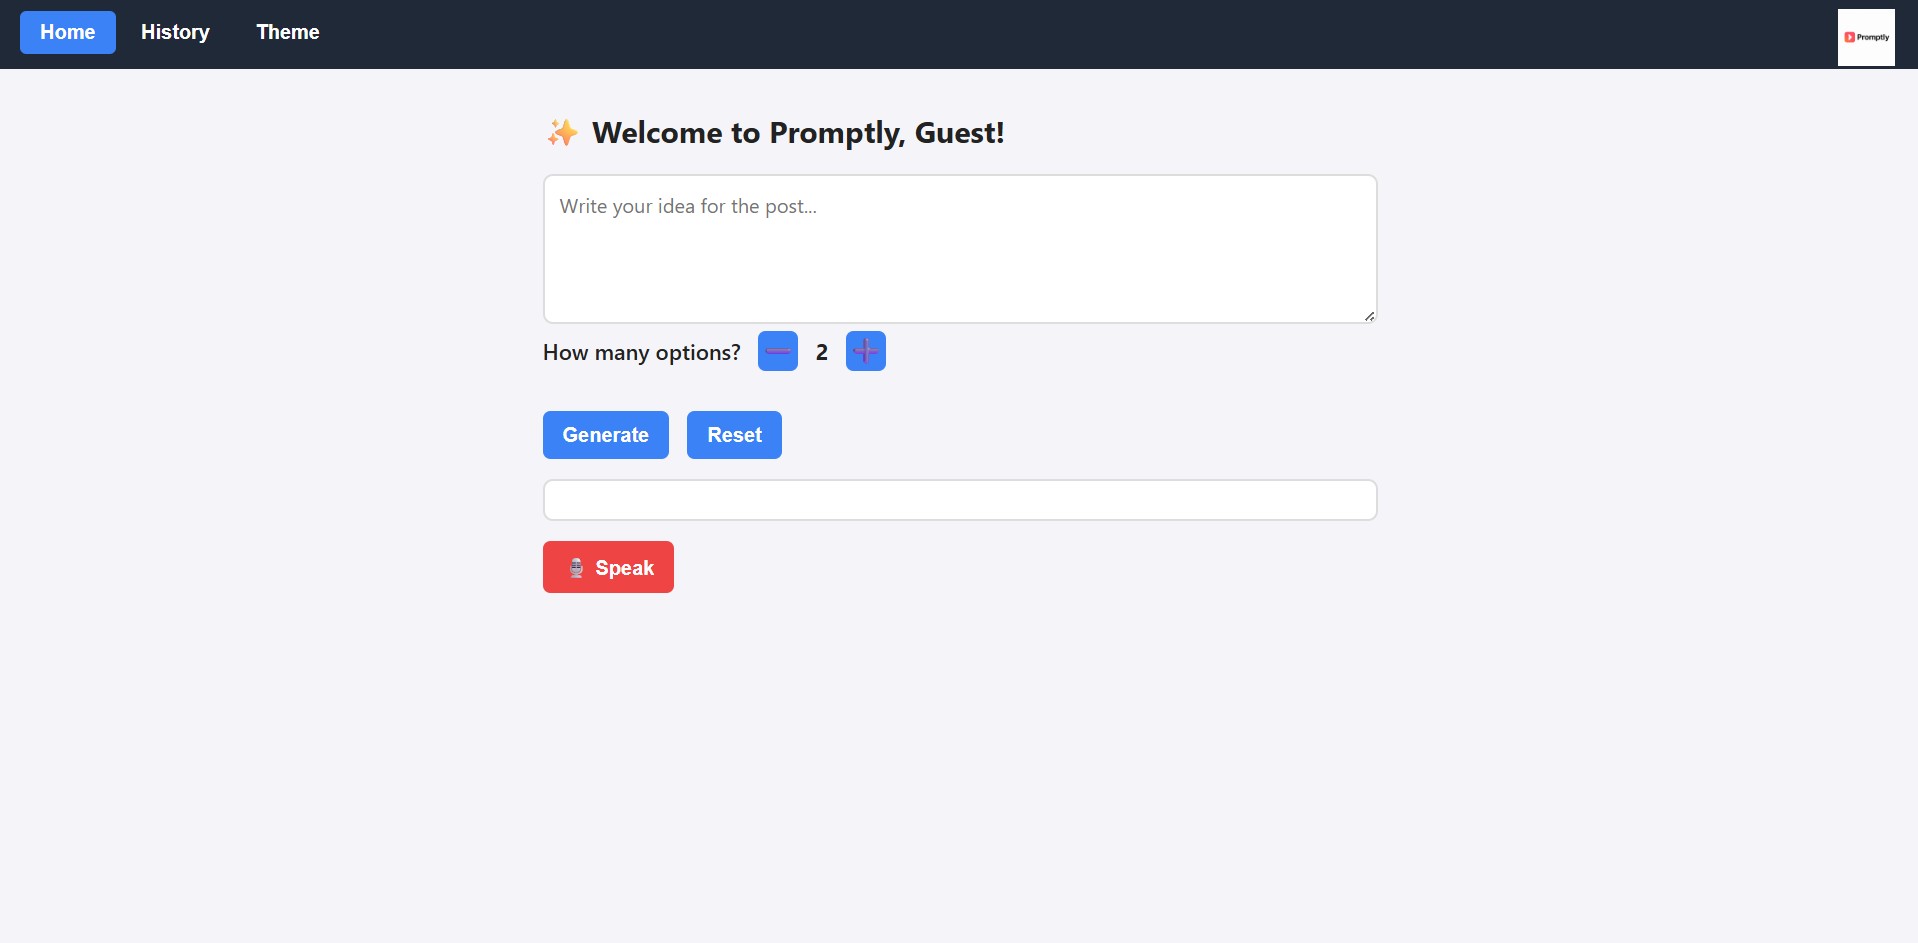 Home History Theme
Promptly
✨ Welcome to Promptly, Guest!
Write your idea for the post...
How many options? ➖ 2 ➕
Generate Reset
🎙️ Speak